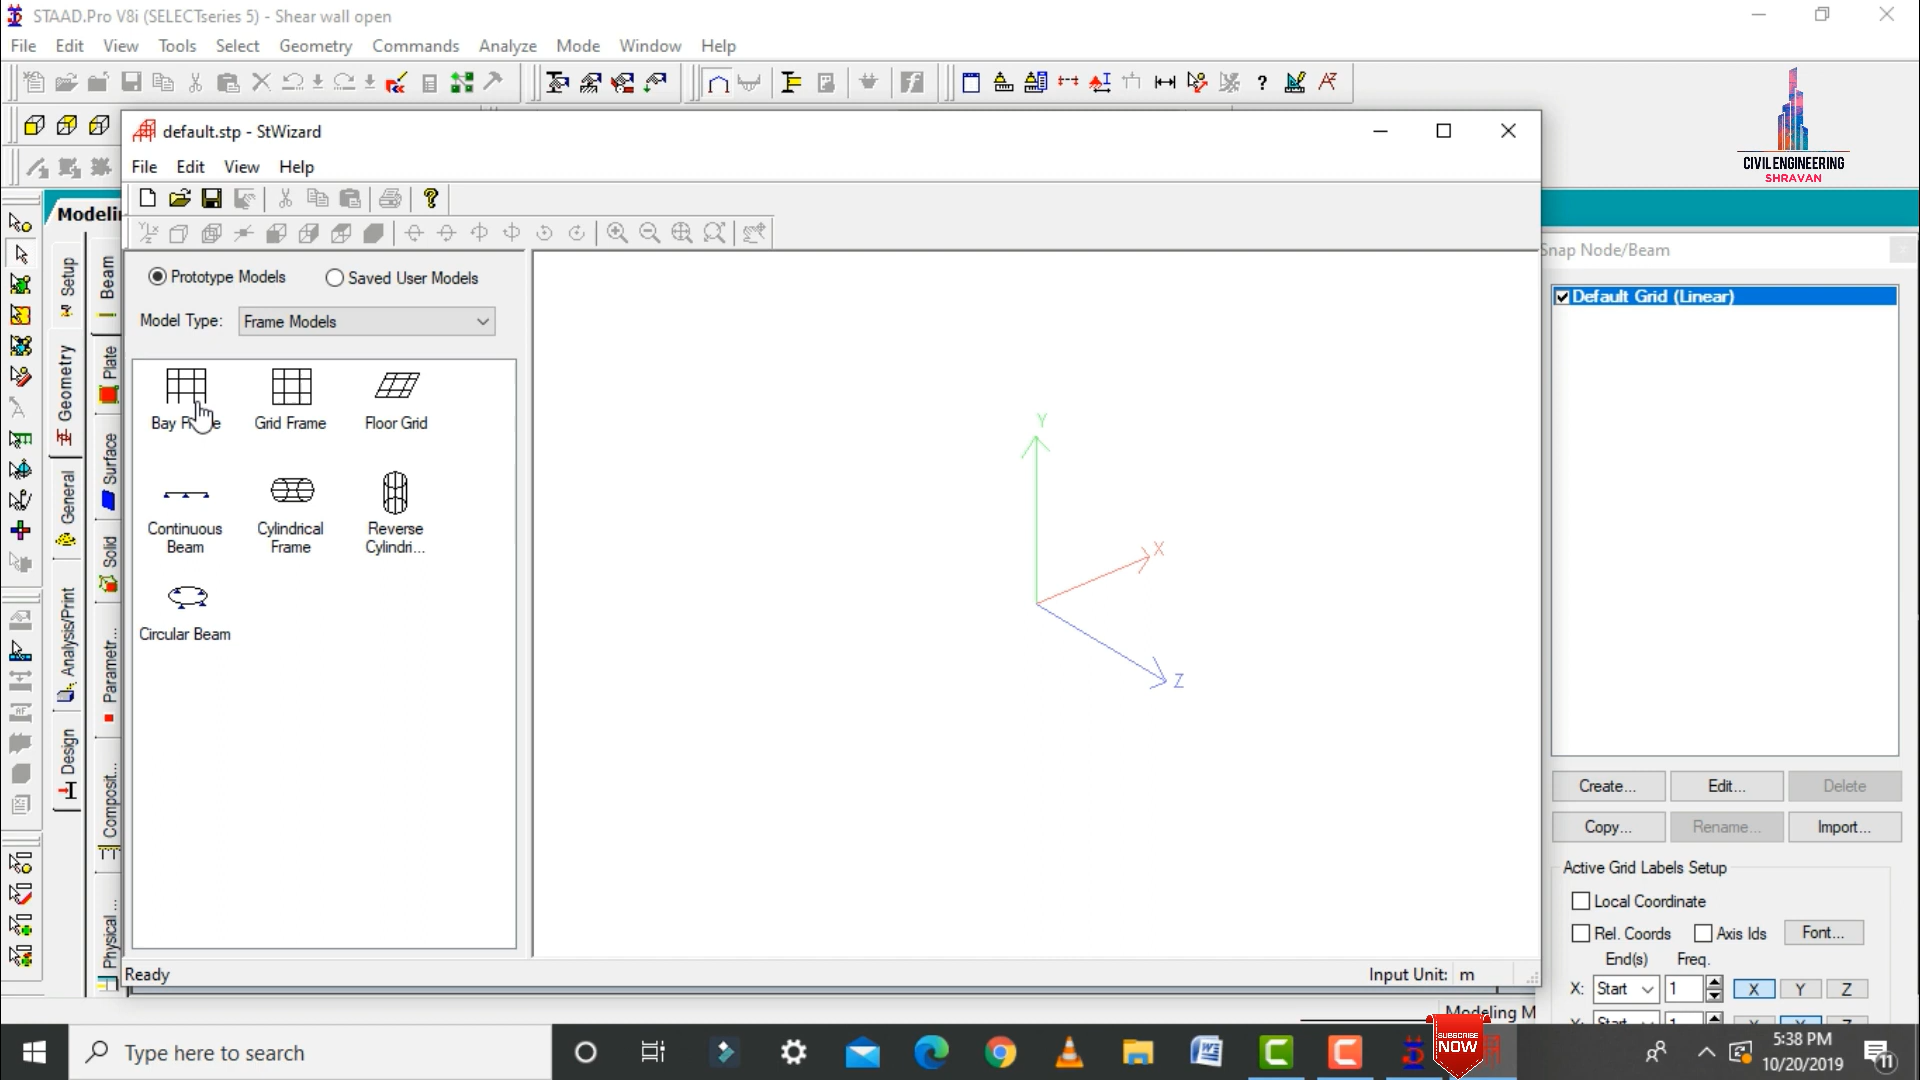 STAAD.Pro V8i (SELECTseries 5) - Shear wall open
File Edit View Tools Select Geometry Commands Analyze Mode Window Help
CIVIL ENGINEERING
SHRAVAN
default.stp - StWizard
File Edit View Help
Modelin
Setup
Geometry
General
Analysis/Print
Design
Beam
Plate
Surface
Solid
Parametr...
Composit...
Physical ...
Prototype Models
Saved User Models
Model Type: Frame Models
Bay Frame
Grid Frame
Floor Grid
Continuous
Beam
Cylindrical
Frame
Reverse
Cylindri...
Circular Beam
Y
X
Z
Ready
Input Unit: m
Snap Node/Beam
Default Grid (Linear)
Create... Edit... Delete
Copy... Rename... Import...
Active Grid Labels Setup
Local Coordinate
Rel. Coords Axis Ids Font...
End(s) Freq.
X: Start 1 X Y Z
Modeling M
Type here to search
SUBSCRIBE
NOW
5:38 PM
10/20/2019
11